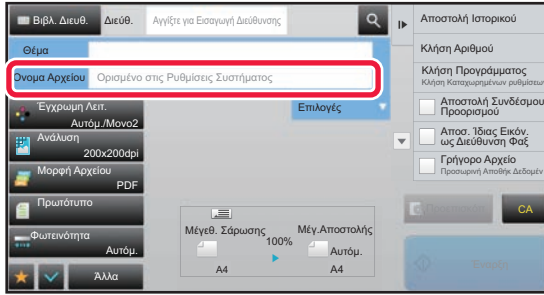 Βιβλ. Διευθ.
Διεύθ.
Αγγίξτε για Εισαγωγή Διεύθυνσης
Θέμα
Όνομα Αρχείου
Ορισμένο στις Ρυθμίσεις Συστήματος
Έγχρωμη Λειτ.
Αυτόμ./Μονο2
Επιλογές
Ανάλυση
200x200dpi
Μορφή Αρχείου
PDF
Πρωτότυπο
Φωτεινότητα
Αυτόμ.
Άλλα
Μέγεθ. Σάρωσης
100%
Μέγ.Αποστολής
Αυτόμ.
A4
A4
Αποστολή Ιστορικού
Κλήση Αριθμού
Κλήση Προγράμματος
Κλήση Καταχωρημένων ρυθμίσεων
Αποστολή Συνδέσμου
Προορισμού
Αποσ. Ίδιας Εικόν.
ως Διεύθυνση Φαξ
Γρήγορο Αρχείο
Προσωρινή Αποθήκ Δεδομέν
CA
Έναρξη